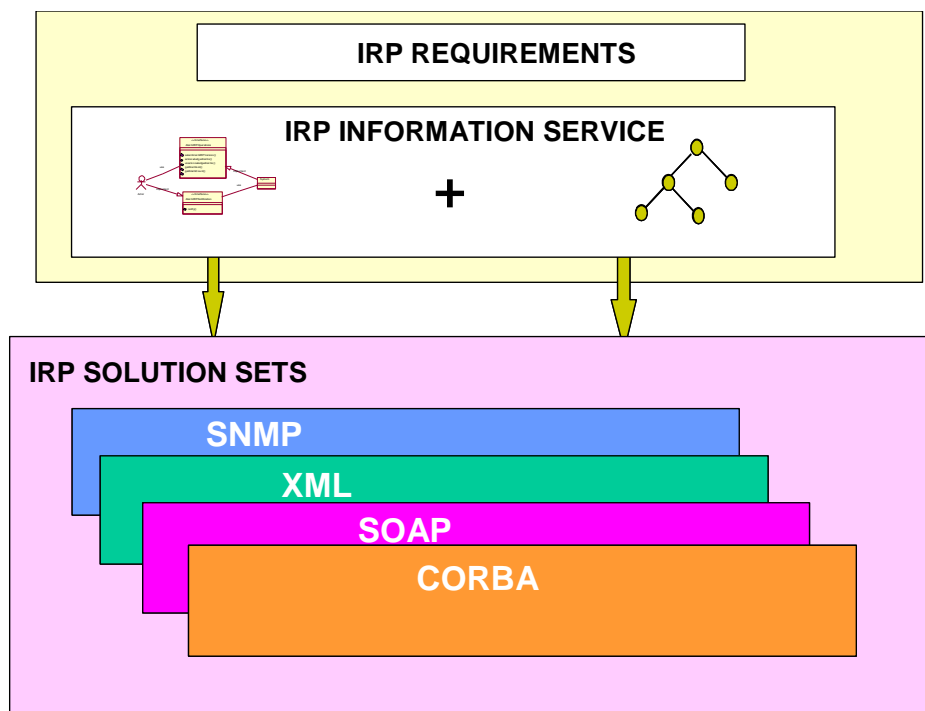 IRP REQUIREMENTS
IRP INFORMATION SERVICE
+
IRP SOLUTION SETS
SNMP
XML
SOAP
CORBA